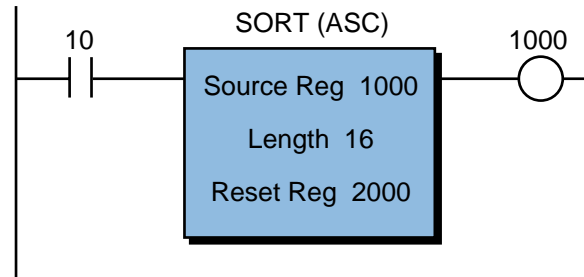 SORT (ASC)
10
1000
Source Reg 1000
Length 16
Reset Reg 2000